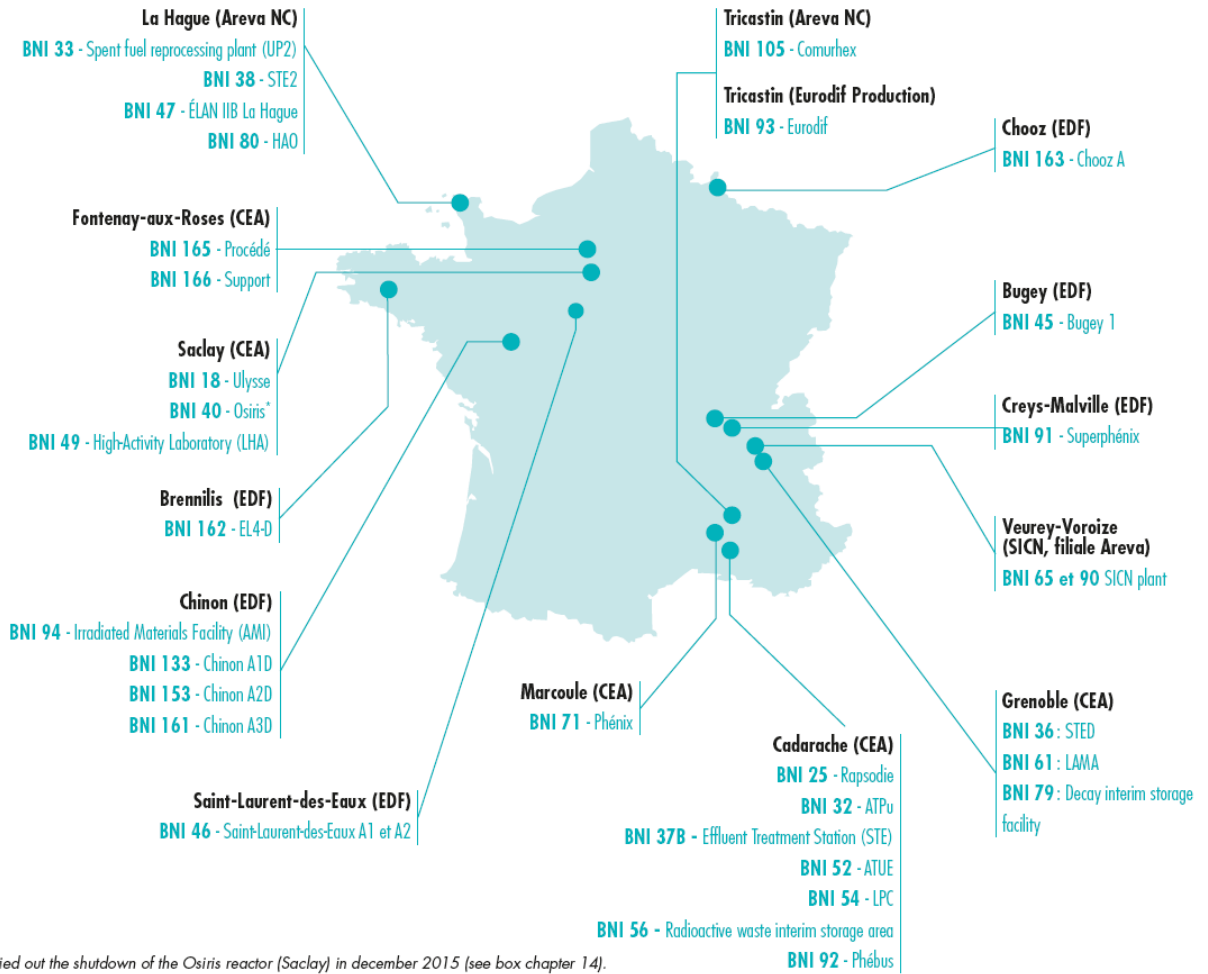 La Hague (Areva NC)
BNI 33 - Spent fuel reprocessing plant (UP2)
BNI 38 - STE2
BNI 47 - ÉLAN IIB La Hague
BNI 80 - HAO
Tricastin (Areva NC)
BNI 105 - Comurhex
Tricastin (Eurodif Production)
BNI 93 - Eurodif
Chooz (EDF)
BNI 163 - Chooz A
Fontenay-aux-Roses (CEA)
BNI 165 - Procédé
BNI 166 - Support
Bugey (EDF)
BNI 45 - Bugey 1
Saclay (CEA)
BNI 18 - Ulysse
BNI 40 - Osiris*
BNI 49 - High-Activity Laboratory (LHA)
Creys-Malville (EDF)
BNI 91 - Superphénix
Brennilis (EDF)
BNI 162 - EL4-D
Veurey-Voroize
(SICN, filiale Areva)
BNI 65 et 90 SICN plant
Chinon (EDF)
BNI 94 - Irradiated Materials Facility (AMI)
BNI 133 - Chinon A1D
BNI 153 - Chinon A2D
BNI 161 - Chinon A3D
Marcoule (CEA)
BNI 71 - Phénix
Grenoble (CEA)
BNI 36 : STED
BNI 61 : LAMA
BNI 79 : Decay interim storage
facility
Saint-Laurent-des-Eaux (EDF)
BNI 46 - Saint-Laurent-des-Eaux A1 et A2
Cadarache (CEA)
BNI 25 - Rapsodie
BNI 32 - ATPu
BNI 37B - Effluent Treatment Station (STE)
BNI 52 - ATUE
BNI 54 - LPC
BNI 56 - Radioactive waste interim storage area
BNI 92 - Phébus
ied out the shutdown of the Osiris reactor (Saclay) in december 2015 (see box chapter 14).